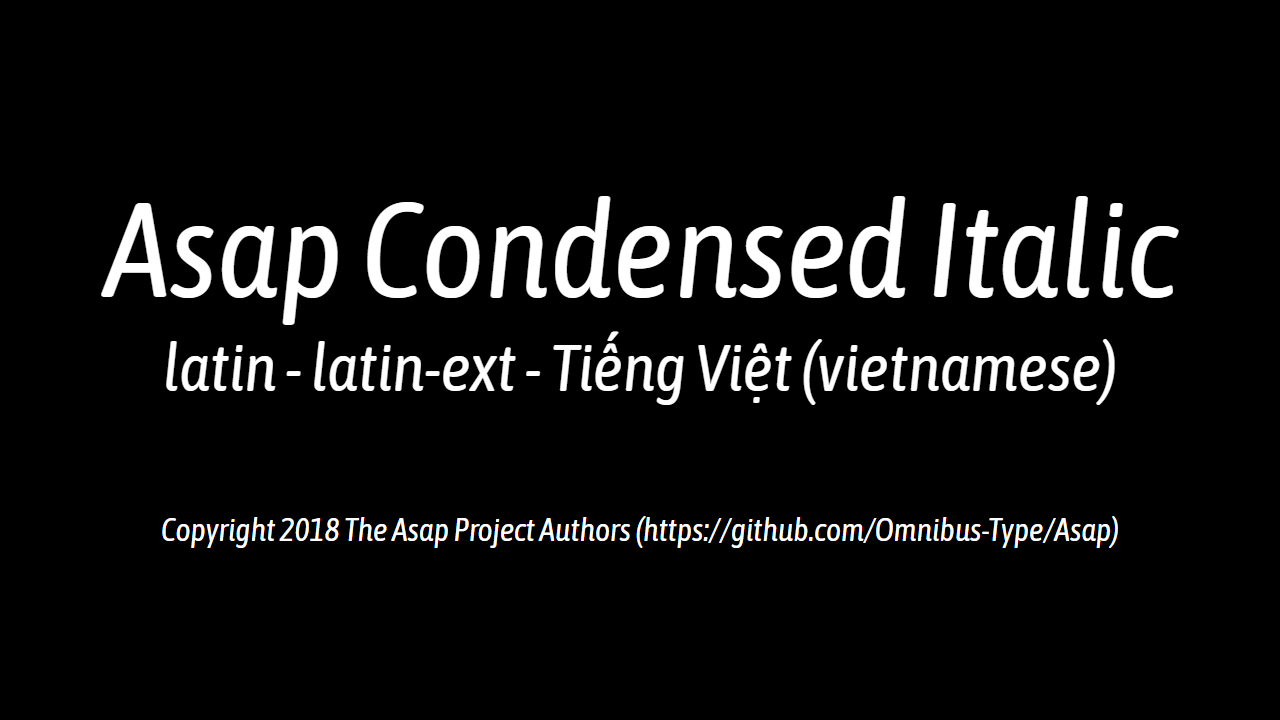 Asap Condensed Italic
latin - latin-ext - Tiếng Việt (vietnamese)
Copyright 2018 The Asap Project Authors (https://github.com/Omnibus-Type/Asap)